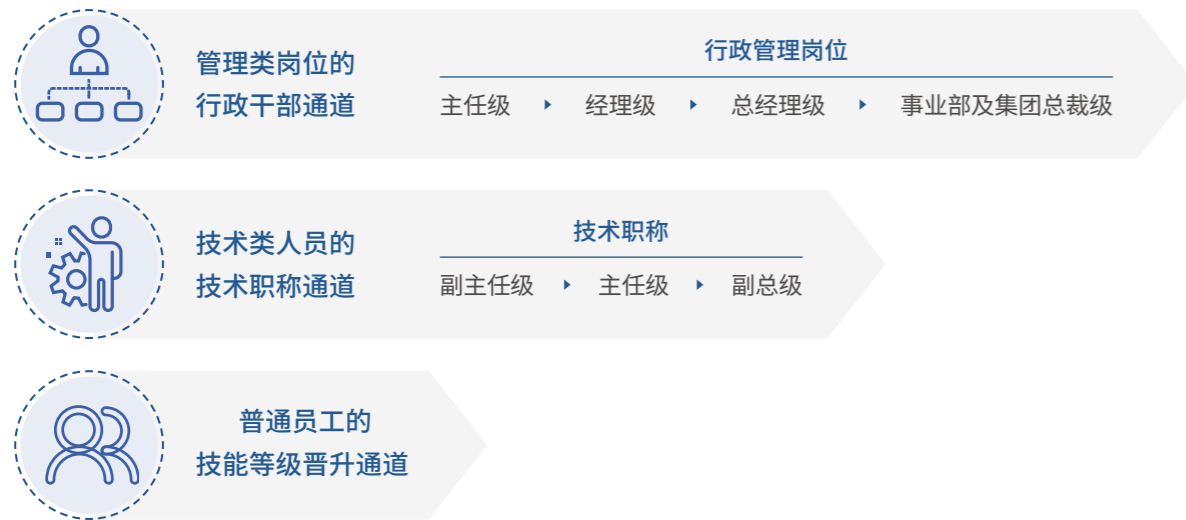 管理类岗位的
行政干部通道
行政管理岗位
主任级 经理级 总经理级 事业部及集团总裁级
技术类人员的
技术职称通道
技术职称
副主任级 主任级 副总级
普通员工的
技能等级晋升通道